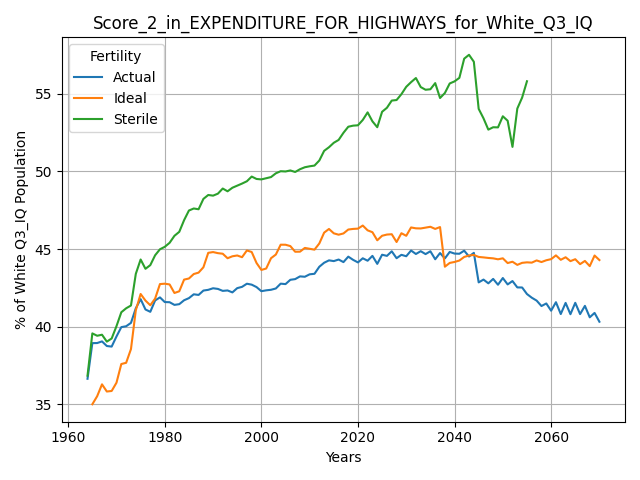 Score_2_in_EXPENDITURE_FOR_HIGHWAYS_for_White_Q3_IQ
Fertility
Actual
Ideal
Sterile
% of White Q3_IQ Population
55
50
45
40
35
1960
1980
2000
2020
2040
2060
Years